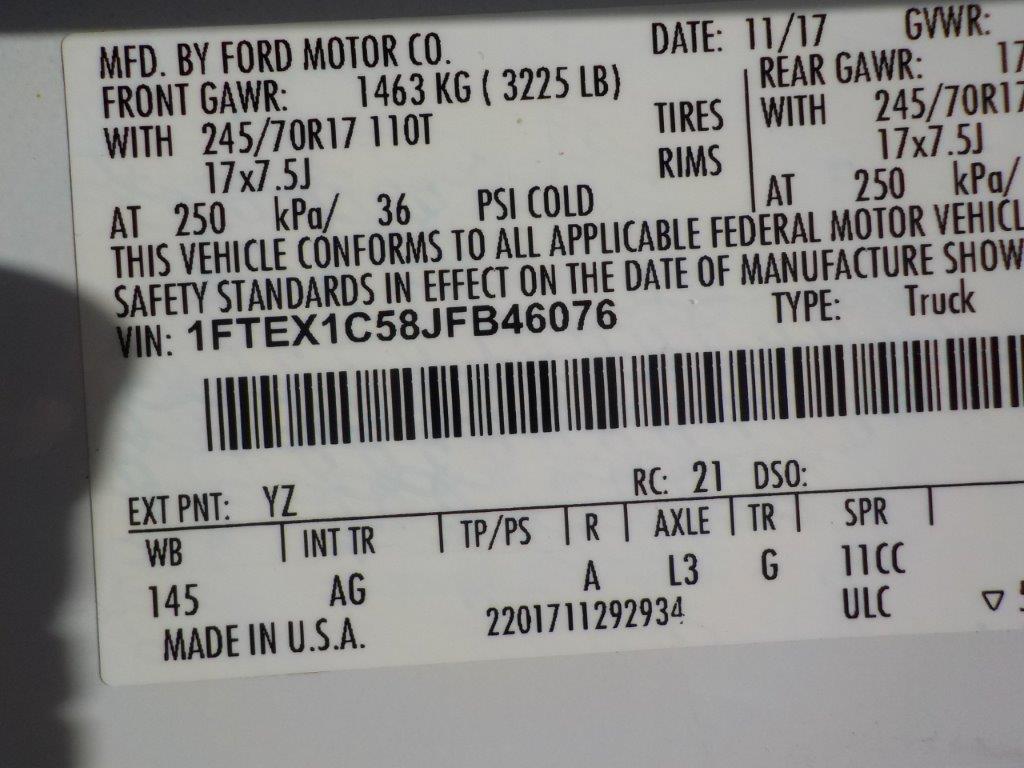 MFD. BY FORD MOTOR CO. DATE: 11/17 GVWR:
FRONT GAWR: 1463 KG ( 3225 LB) REAR GAWR: 17
WITH 245/70R17 110T TIRES WITH 245/70R17
17x7.5J RIMS 17x7.5J
AT 250 kPa/ 36 PSI COLD AT 250 kPa/
THIS VEHICLE CONFORMS TO ALL APPLICABLE FEDERAL MOTOR VEHICL
SAFETY STANDARDS IN EFFECT ON THE DATE OF MANUFACTURE SHOW
VIN: 1FTEX1C58JFB46076 TYPE: Truck
EXT PNT: YZ RC: 21 DSO:
WB INT TR TP/PS R AXLE TR SPR
145 AG A L3 G 11CC
MADE IN U.S.A. 2201711292934 ULC ▽ 5